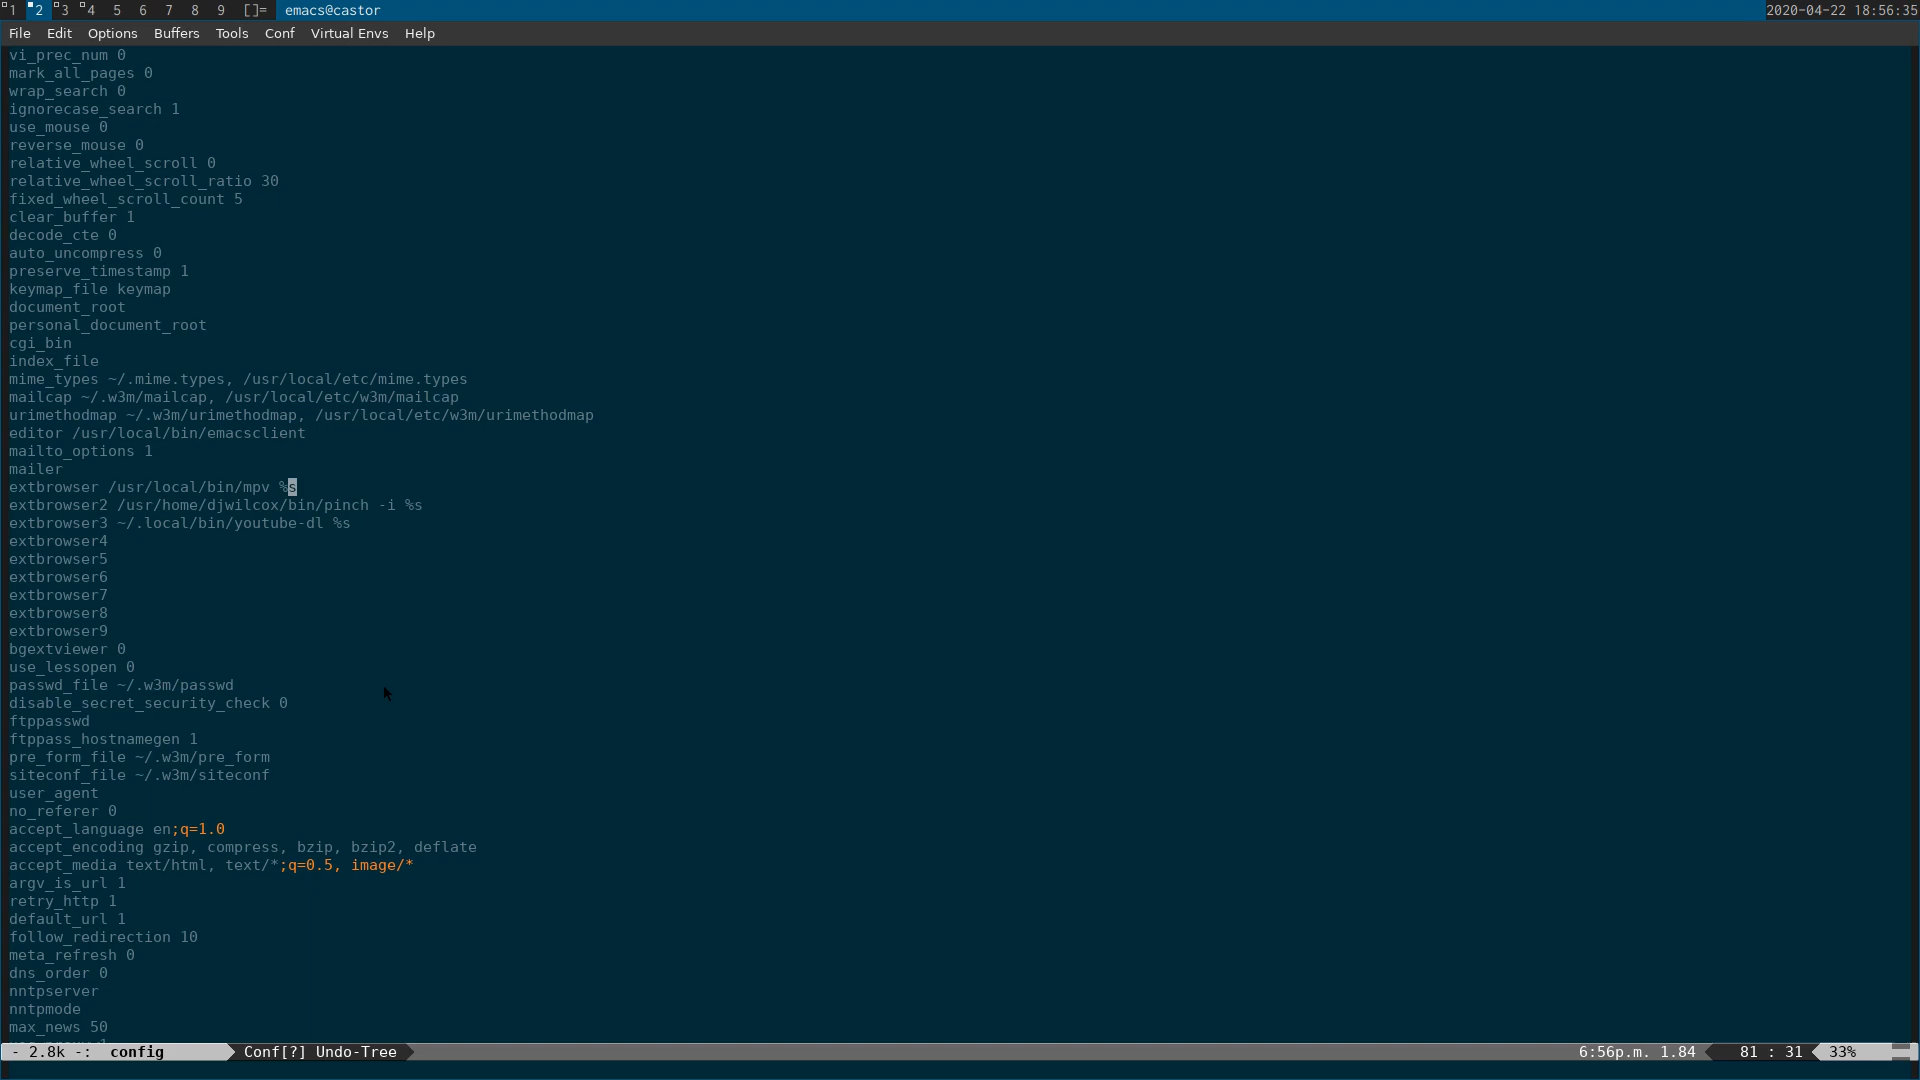 1 2 3 4 5 6 7 8 9 []= emacs@castor 2020-04-22 18:56:35
File Edit Options Buffers Tools Conf Virtual Envs Help
vi_prec_num 0
mark_all_pages 0
wrap_search 0
ignorecase_search 1
use_mouse 0
reverse_mouse 0
relative_wheel_scroll 0
relative_wheel_scroll_ratio 30
fixed_wheel_scroll_count 5
clear_buffer 1
decode_cte 0
auto_uncompress 0
preserve_timestamp 1
keymap_file keymap
document_root
personal_document_root
cgi_bin
index_file
mime_types ~/.mime.types, /usr/local/etc/mime.types
mailcap ~/.w3m/mailcap, /usr/local/etc/w3m/mailcap
urimethodmap ~/.w3m/urimethodmap, /usr/local/etc/w3m/urimethodmap
editor /usr/local/bin/emacsclient
mailto_options 1
mailer
extbrowser /usr/local/bin/mpv %s
extbrowser2 /usr/home/djwilcox/bin/pinch -i %s
extbrowser3 ~/.local/bin/youtube-dl %s
extbrowser4
extbrowser5
extbrowser6
extbrowser7
extbrowser8
extbrowser9
bgextviewer 0
use_lessopen 0
passwd_file ~/.w3m/passwd
disable_secret_security_check 0
ftppasswd
ftppass_hostnamegen 1
pre_form_file ~/.w3m/pre_form
siteconf_file ~/.w3m/siteconf
user_agent
no_referer 0
accept_language en;q=1.0
accept_encoding gzip, compress, bzip, bzip2, deflate
accept_media text/html, text/*;q=0.5, image/*
argv_is_url 1
retry_http 1
default_url 1
follow_redirection 10
meta_refresh 0
dns_order 0
nntpserver
nntpmode
max_news 50
- 2.8k -: config Conf[?] Undo-Tree 6:56p.m. 1.84 81 : 31 33%